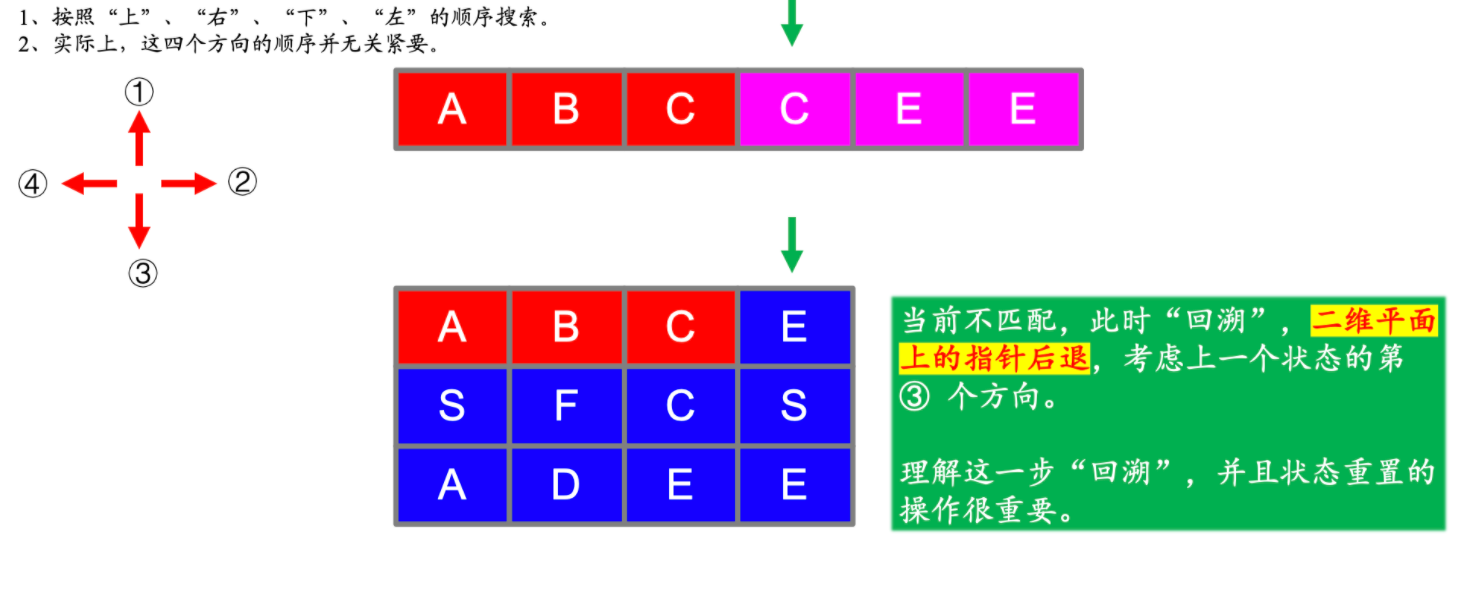 1、按照“上”、“右”、“下”、“左”的顺序搜索。
2、实际上，这四个方向的顺序并无关紧要。
①
④ ②
③
A B C C E E
A B C E
S F C S
A D E E
当前不匹配，此时“回溯”，二维平面
上的指针后退，考虑上一个状态的第
③ 个方向。
理解这一步“回溯”，并且状态重置的
操作很重要。